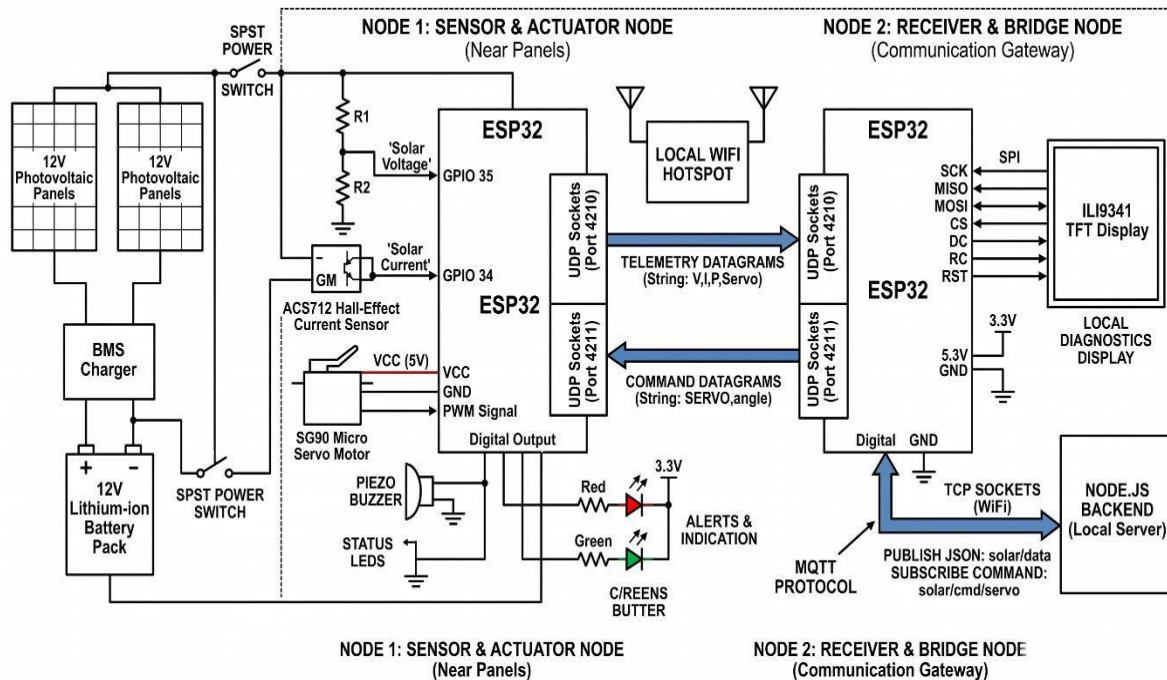 NODE 1: SENSOR & ACTUATOR NODE
(Near Panels)
NODE 2: RECEIVER & BRIDGE NODE
(Communication Gateway)
SPST
POWER
SWITCH
12V
Photovoltaic
Panels
12V
Photovoltaic
Panels
BMS
Charger
+ −
12V
Lithium-ion
Battery
Pack
SPST POWER
SWITCH
R1
R2
'Solar
Voltage'
'Solar
Current'
−
GM
ACS712 Hall-Effect
Current Sensor
VCC (5V)
SG90 Micro
Servo Motor
ESP32
GPIO 35
GPIO 34
ESP32
VCC
GND
PWM Signal
Digital Output
UDP Sockets
(Port 4210)
UDP Sockets
(Port 4211)
PIEZO
BUZZER
STATUS
LEDS
Red
Green
3.3V
ALERTS &
INDICATION
C/REENS
BUTTER
LOCAL WIFI
HOTSPOT
TELEMETRY DATAGRAMS
(String: V,I,P,Servo)
COMMAND DATAGRAMS
(String: SERVO,angle)
UDP Sockets
(Port 4210)
UDP Sockets
(Port 4211)
ESP32
ESP32
SCK
MISO
MOSI
CS
DC
RC
RST
5.3V
GND
Digital GND
SPI
ILI9341
TFT Display
LOCAL
DIAGNOSTICS
DISPLAY
3.3V
TCP SOCKETS
(WiFi)
MQTT
PROTOCOL
PUBLISH JSON: solar/data
SUBSCRIBE COMMAND:
solar/cmd/servo
NODE.JS
BACKEND
(Local Server)
NODE 1: SENSOR & ACTUATOR NODE
(Near Panels)
NODE 2: RECEIVER & BRIDGE NODE
(Communication Gateway)